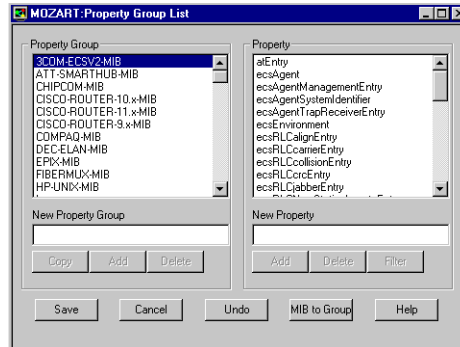 MOZART:Property Group List
Property Group
3COM-ECSV2-MIB
ATT-SMARTHUB-MIB
CHIPCOM-MIB
CISCO-ROUTER-10.x-MIB
CISCO-ROUTER-11.x-MIB
CISCO-ROUTER-9.x-MIB
COMPAQ-MIB
DEC-ELAN-MIB
EPIX-MIB
FIBERMUX-MIB
HP-UNIX-MIB
New Property Group
Copy Add Delete
Property
atEntry
ecsAgent
ecsAgentManagementEntry
ecsAgentSystemIdentifier
ecsAgentTrapReceiverEntry
ecsEnvironment
ecsRLCalignEntry
ecsRLCcarrierEntry
ecsRLCcollisionEntry
ecsRLCcrcEntry
ecsRLCjabberEntry
New Property
Add Delete Filter
Save Cancel Undo MIB to Group Help